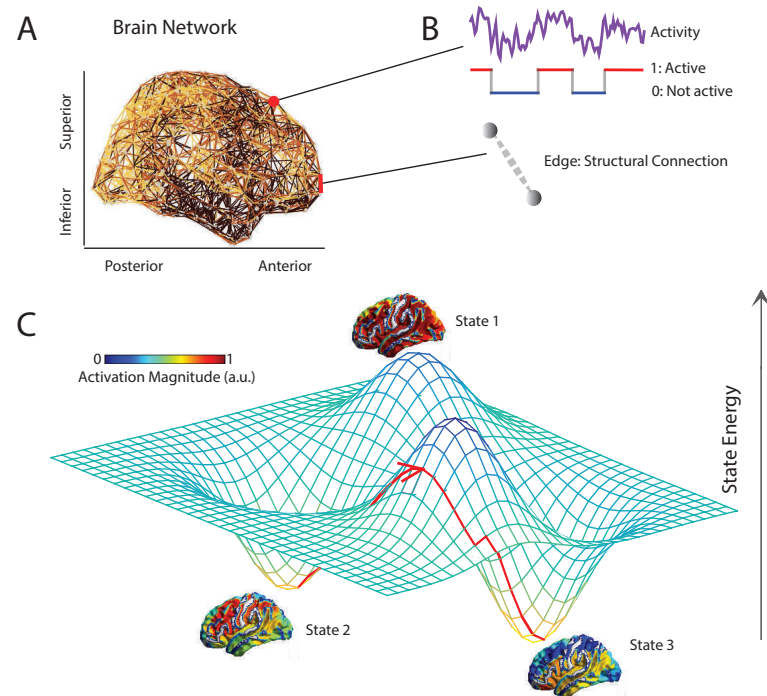 A
Brain Network
Superior
Inferior
Posterior
Anterior
B
Activity
1: Active
0: Not active
Edge: Structural Connection
C
0
1
Activation Magnitude (a.u.)
State 1
State 2
State 3
State Energy